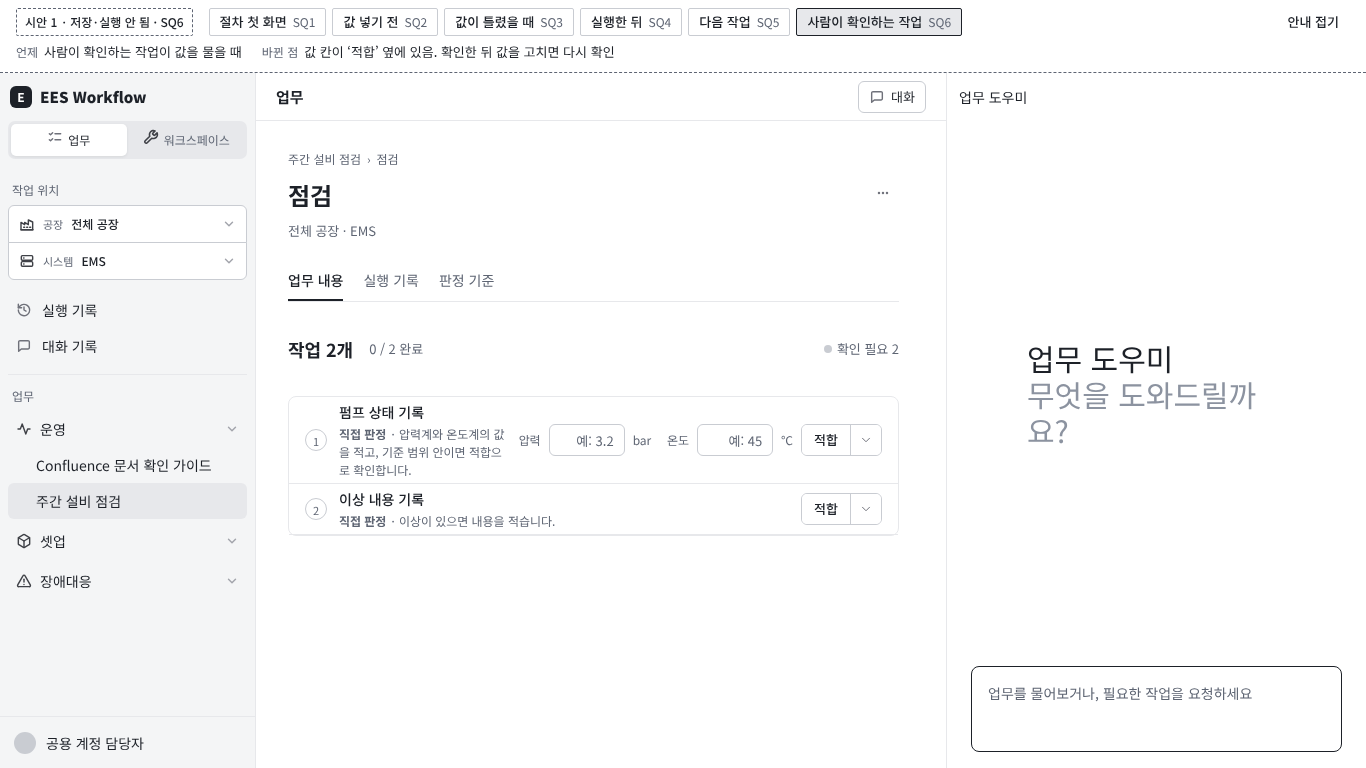 시안 1 · 저장·실행 안 됨 · SQ6
절차 첫 화면 SQ1
값 넣기 전 SQ2
값이 틀렸을 때 SQ3
실행한 뒤 SQ4
다음 작업 SQ5
사람이 확인하는 작업 SQ6
안내 접기
언제 사람이 확인하는 작업이 값을 물을 때 바뀐 점 값 칸이 ‘적합’ 옆에 있음. 확인한 뒤 값을 고치면 다시 확인
E EES Workflow
업무
워크스페이스
작업 위치
공장 전체 공장
시스템 EMS
실행 기록
대화 기록
업무
운영
Confluence 문서 확인 가이드
주간 설비 점검
셋업
장애대응
공용 계정 담당자
업무
대화
주간 설비 점검 › 점검
점검
...
전체 공장 · EMS
업무 내용
실행 기록
판정 기준
작업 2개 0 / 2 완료
확인 필요 2
1
펌프 상태 기록
직접 판정 · 압력계와 온도계의 값
을 적고, 기준 범위 안이면 적합으
로 확인합니다.
압력 예: 3.2 bar 온도 예: 45 ℃ 적합
2
이상 내용 기록
직접 판정 · 이상이 있으면 내용을 적습니다.
적합
업무 도우미
업무 도우미
무엇을 도와드릴까
요?
업무를 물어보거나, 필요한 작업을 요청하세요